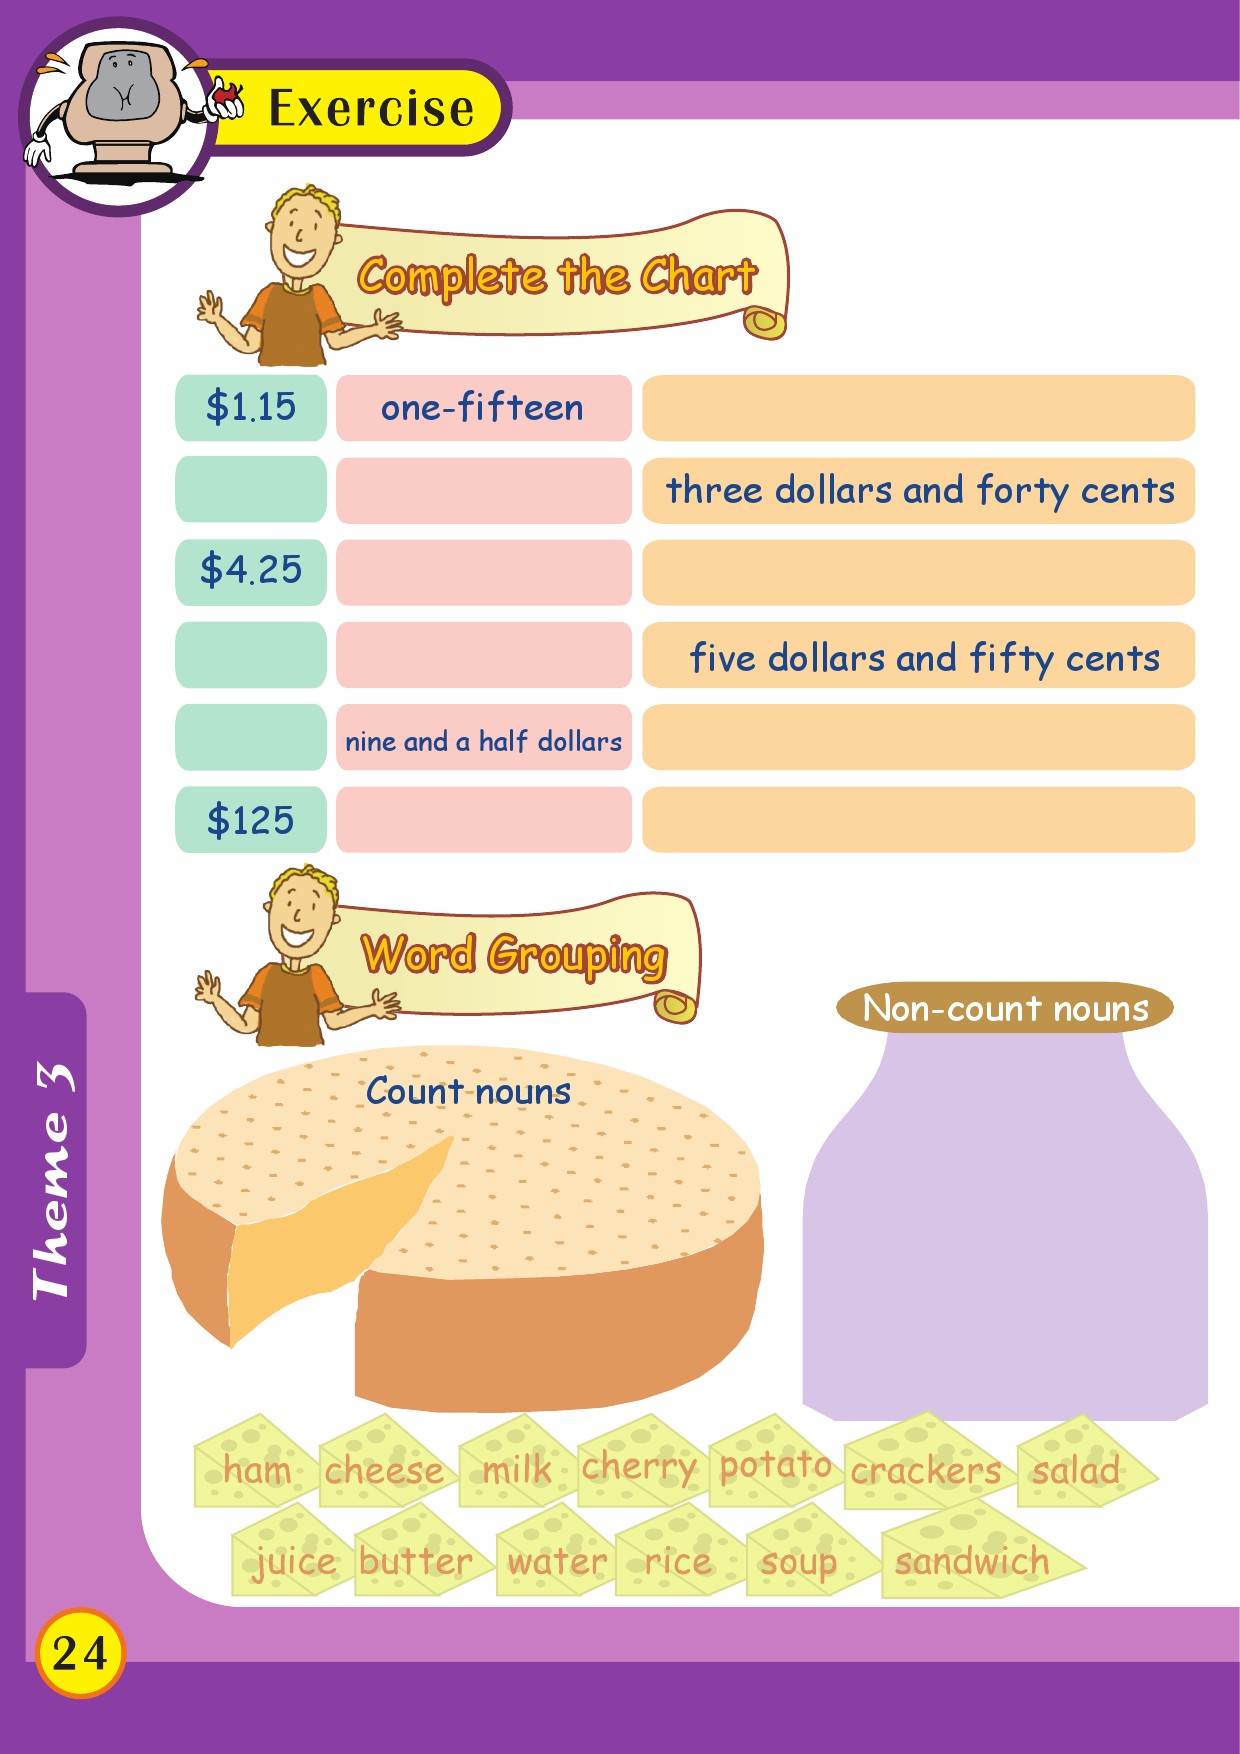 Exercise
Complete the Chart
$1.15 one-fifteen
three dollars and forty cents
$4.25
five dollars and fifty cents
nine and a half dollars
$125
Word Grouping
Non-count nouns
Count nouns
Theme 3
ham cheese milk cherry potato crackers salad
juice butter water rice soup sandwich
24